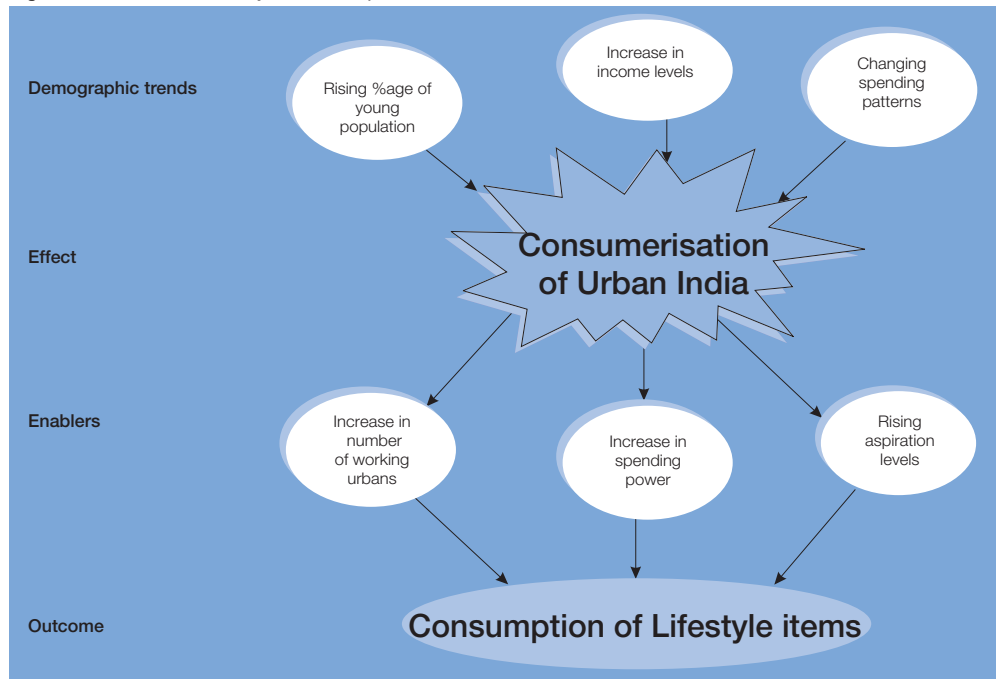 Demographic trends
Rising %age of
young
population
Increase in
income levels
Changing
spending
patterns
Effect
Consumerisation
of Urban India
Enablers
Increase in
number
of working
urbans
Increase in
spending
power
Rising
aspiration
levels
Outcome
Consumption of Lifestyle items